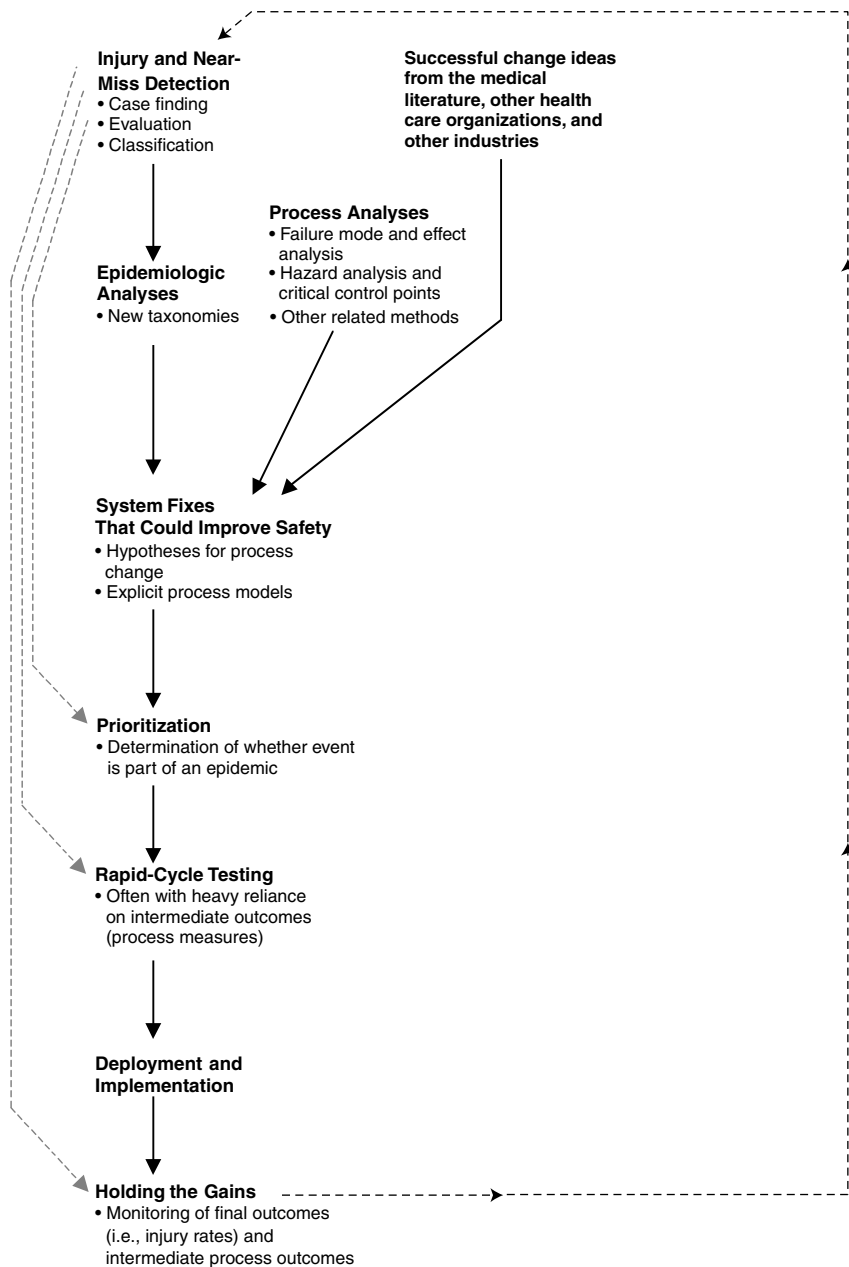 Injury and Near-
Miss Detection
• Case finding
• Evaluation
• Classification
Successful change ideas
from the medical
literature, other health
care organizations, and
other industries
Process Analyses
• Failure mode and effect
analysis
• Hazard analysis and
critical control points
• Other related methods
Epidemiologic
Analyses
• New taxonomies
System Fixes
That Could Improve Safety
• Hypotheses for process
change
• Explicit process models
Prioritization
• Determination of whether event
is part of an epidemic
Rapid-Cycle Testing
• Often with heavy reliance
on intermediate outcomes
(process measures)
Deployment and
Implementation
Holding the Gains
• Monitoring of final outcomes
(i.e., injury rates) and
intermediate process outcomes